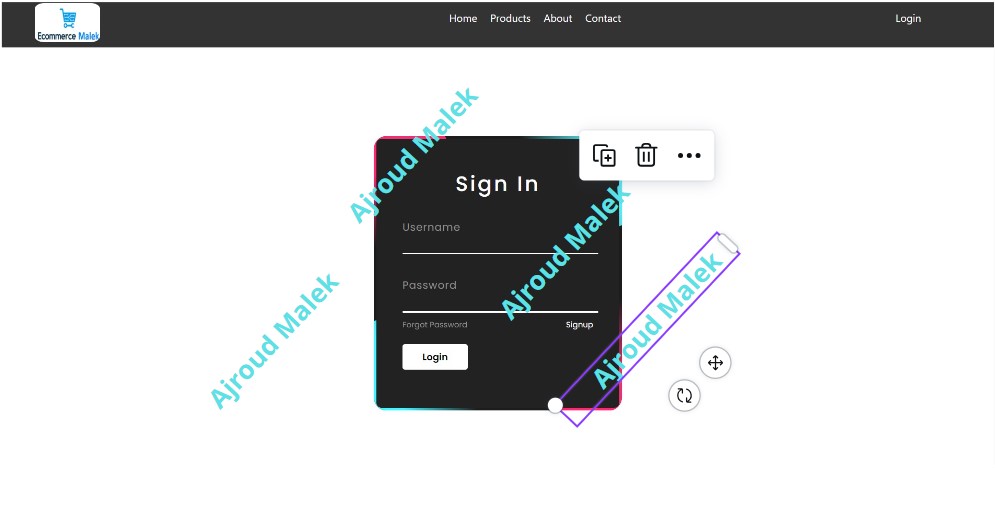 Ecommerce Malek
Home Products About Contact
Login
Ajroud Malek
Sign In
Username
Ajroud Malek
Password
Ajroud Malek
Ajroud Malek
Forgot Password
Signup
Login